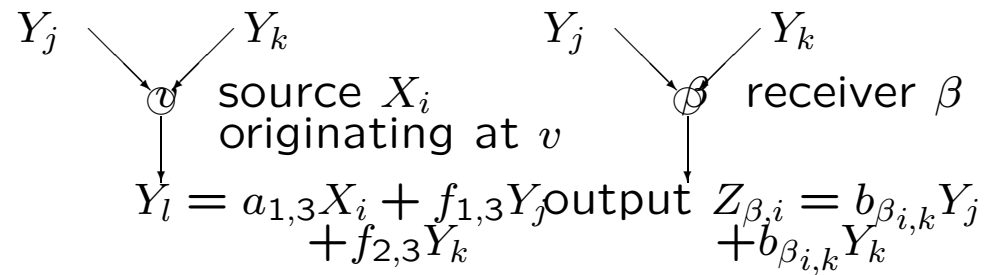 Y_j Y_k Y_j Y_k
v source X_i β receiver β
originating at v
Y_l = a_{1,3}X_i + f_{1,3}Y_j output Z_{β,i} = b_{β_{i,k}}Y_j
+f_{2,3}Y_k +b_{β_{i,k}}Y_k